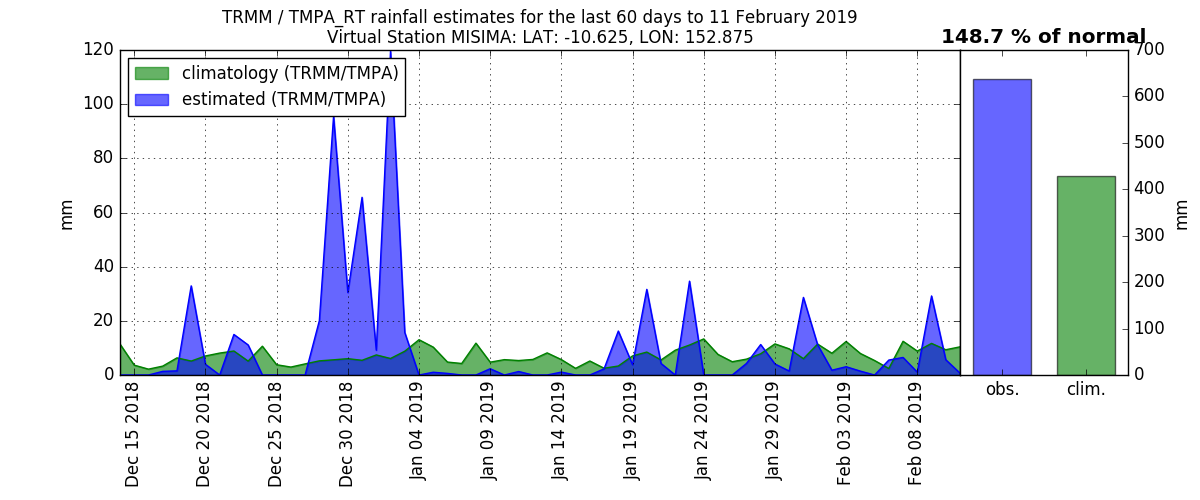 TRMM / TMPA_RT rainfall estimates for the last 60 days to 11 February 2019
Virtual Station MISIMA: LAT: -10.625, LON: 152.875
148.7 % of normal
climatology (TRMM/TMPA)
estimated (TRMM/TMPA)
120
100
80
60
40
20
0
mm
Dec 15 2018
Dec 20 2018
Dec 25 2018
Dec 30 2018
Jan 04 2019
Jan 09 2019
Jan 14 2019
Jan 19 2019
Jan 24 2019
Jan 29 2019
Feb 03 2019
Feb 08 2019
700
600
500
400
300
200
100
0
mm
obs.
clim.